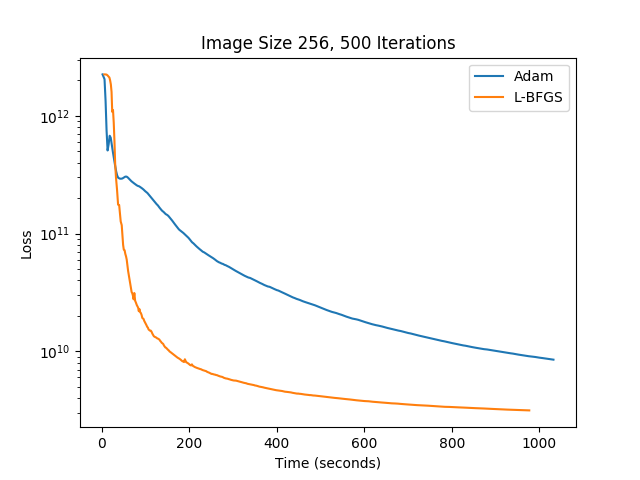 Image Size 256, 500 Iterations
Adam
L-BFGS
10^12
10^11
10^10
Loss
0 200 400 600 800 1000
Time (seconds)